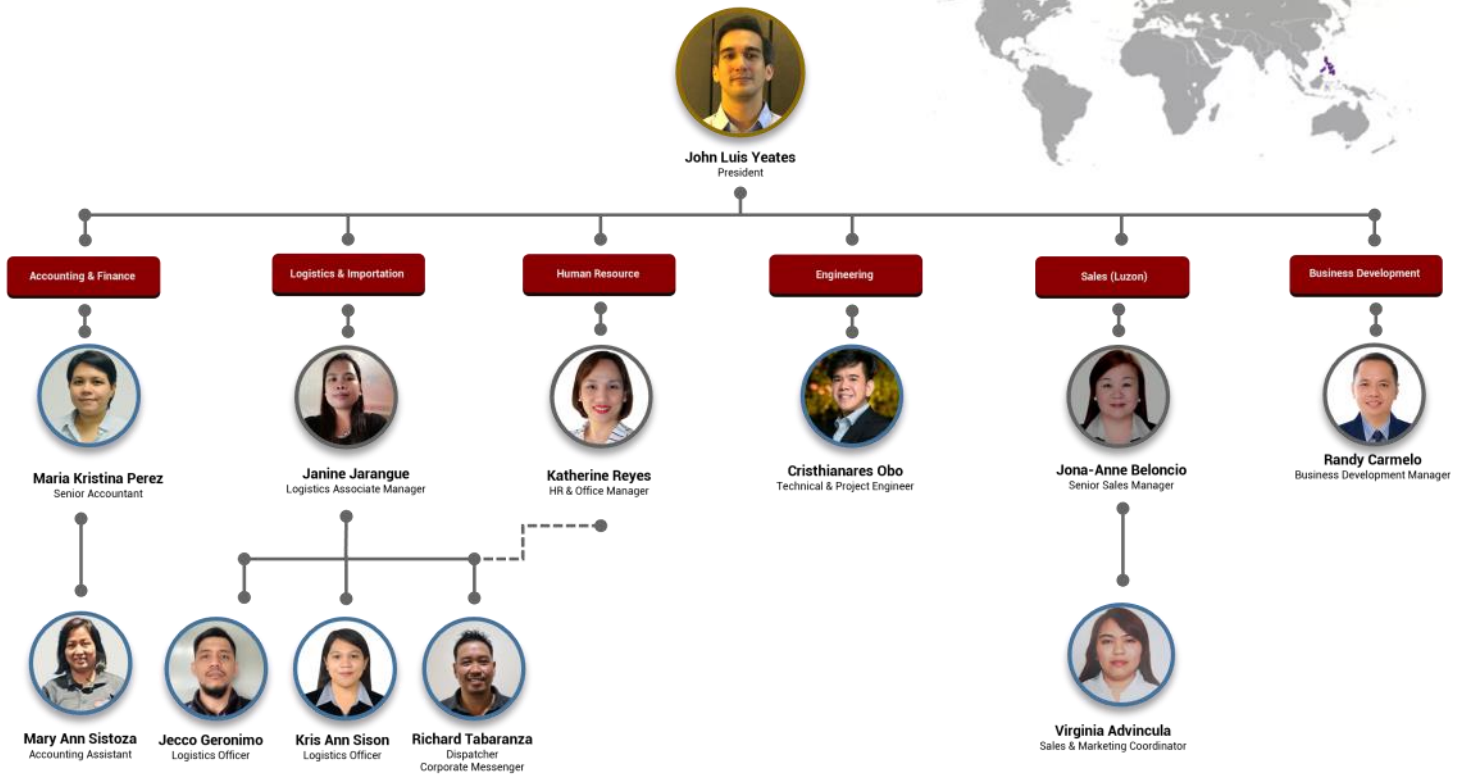 John Luis Yeates
President
Accounting & Finance
Logistics & Importation
Human Resource
Engineering
Sales (Luzon)
Business Development
Maria Kristina Perez
Senior Accountant
Janine Jarangue
Logistics Associate Manager
Katherine Reyes
HR & Office Manager
Cristhianares Obo
Technical & Project Engineer
Jona-Anne Beloncio
Senior Sales Manager
Randy Carmelo
Business Development Manager
Mary Ann Sistoza
Accounting Assistant
Jecco Geronimo
Logistics Officer
Kris Ann Sison
Logistics Officer
Richard Tabaranza
Dispatcher
Corporate Messenger
Virginia Advincula
Sales & Marketing Coordinator